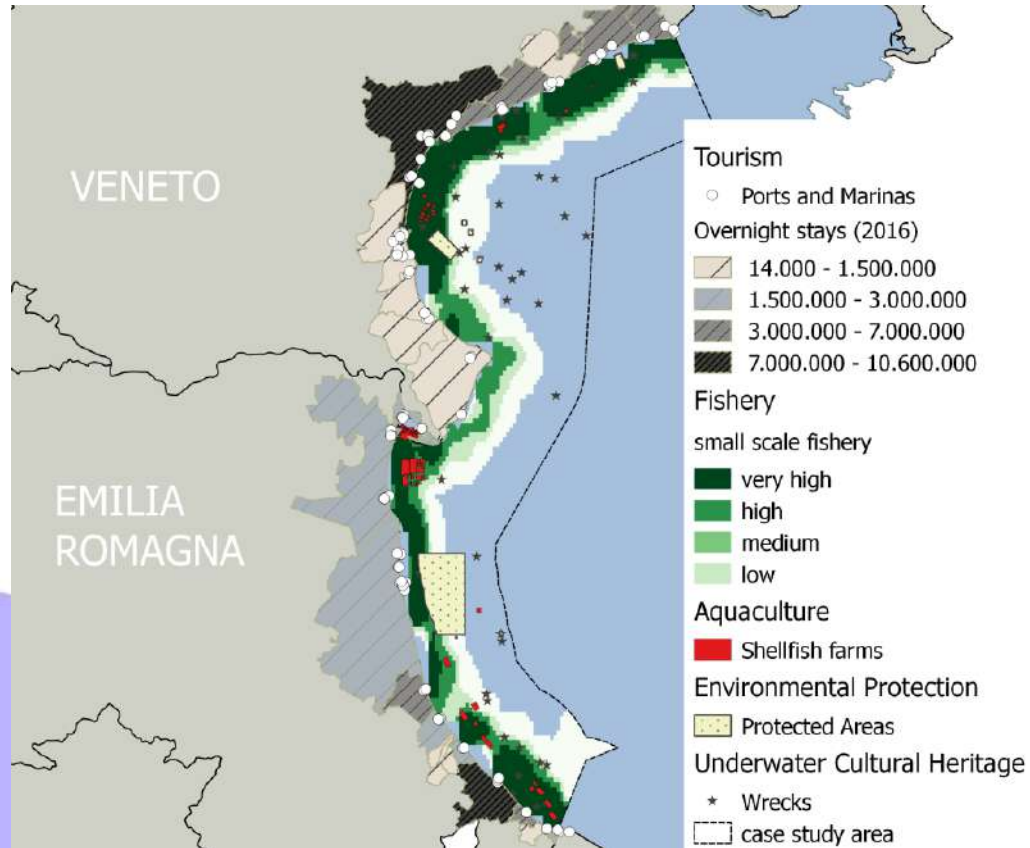 VENETO
EMILIA
ROMAGNA
Tourism
Ports and Marinas
Overnight stays (2016)
14.000 - 1.500.000
1.500.000 - 3.000.000
3.000.000 - 7.000.000
7.000.000 - 10.600.000
Fishery
small scale fishery
very high
high
medium
low
Aquaculture
Shellfish farms
Environmental Protection
Protected Areas
Underwater Cultural Heritage
Wrecks
case study area